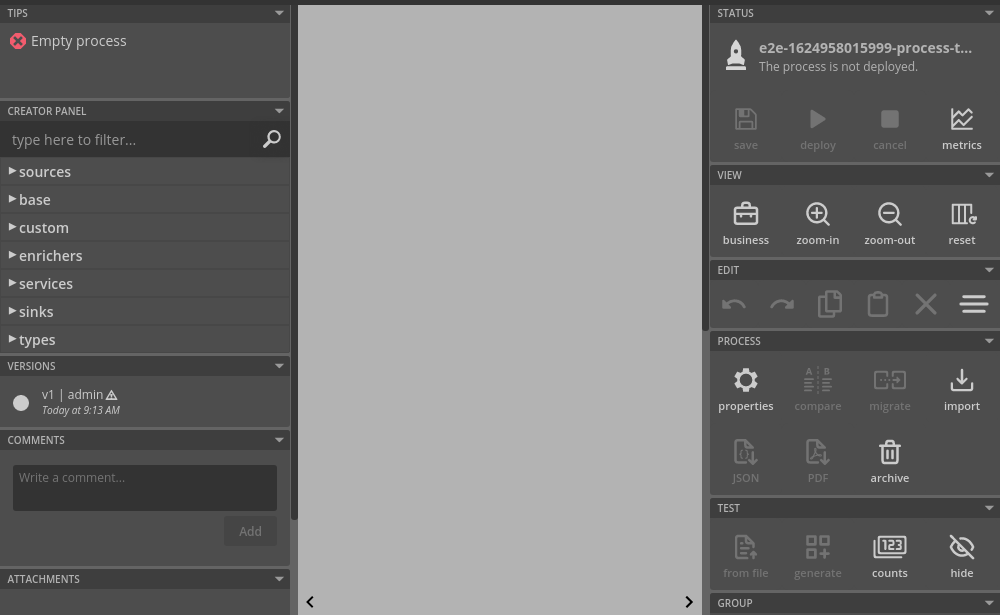 TIPS
Empty process
CREATOR PANEL
type here to filter...
sources
base
custom
enrichers
services
sinks
types
VERSIONS
v1 | admin
Today at 9:13 AM
COMMENTS
Write a comment...
Add
ATTACHMENTS
STATUS
e2e-1624958015999-process-t...
The process is not deployed.
save deploy cancel metrics
VIEW
business zoom-in zoom-out reset
EDIT
PROCESS
A B
properties compare migrate import
JSON PDF archive
TEST
123
from file generate counts hide
GROUP